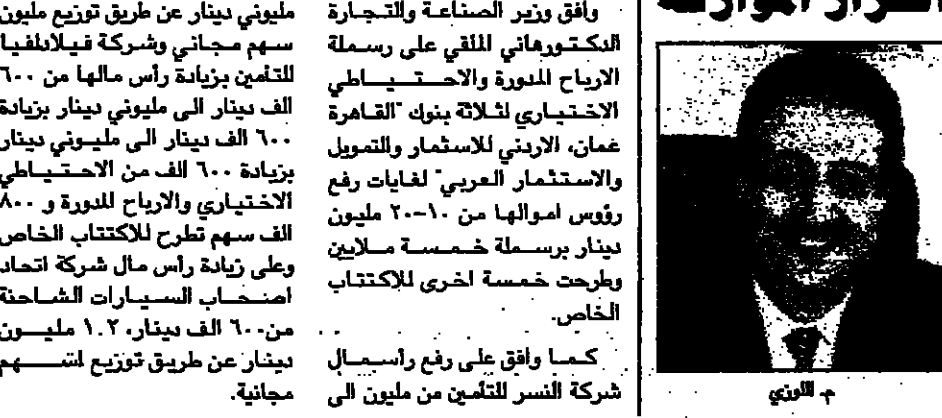 وافق وزير الصناعة والتجارة
الدكتورهاني الملقي على رسملة
الارباح المدورة والاحتياطي
الاختياري لثلاثة بنوك "القاهرة
عمان، الاردني للاسثمار والتمويل
والاستثمار العربي" لغايات رفع
رؤوس اموالها من ١٠-٢٠ مليون
دينار برسملة خمسة ملايين
وطرحت خمسة اخرى للاكتتاب
الخاص.
كما وافق على رفع رأسمال
شركة النسر للتأمين من مليون الى
مليوني دينار عن طريق توزيع مليون
سهم مجاني وشركة فيلادلفيا
للتأمين بزيادة رأس مالها من ٦٠٠
الف دينار الى مليوني دينار بزيادة
٦٠٠ الف دينار الى مليوني دينار
بزيادة ٦٠٠ الف من الاحتياطي
الاختياري والارباح المدورة و ٨٠٠
الف سهم تطرح للاكتتاب الخاص
وعلى زيادة رأس مال شركة اتحاد
اصحاب السيارات الشاحنة
من ٦٠٠ الف دينار، ١.٢ مليون
دينار عن طريق توزيع اسهم
مجانية.
م. اللوزي